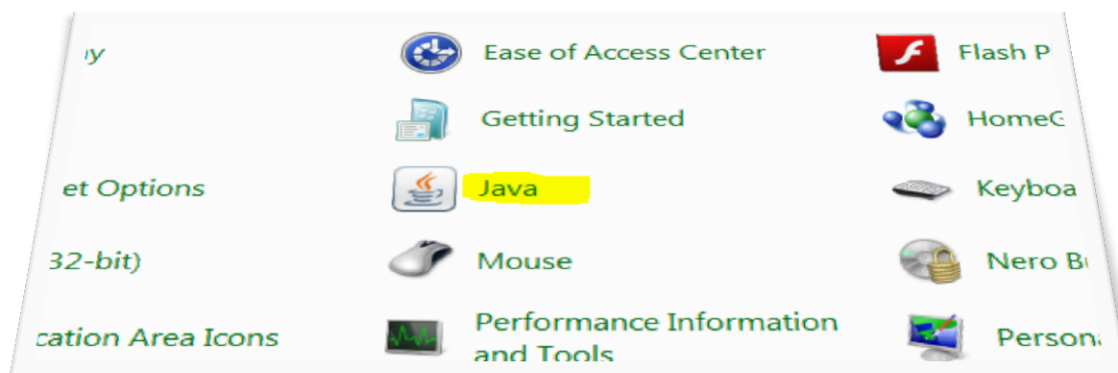 Ease of Access Center
Flash P
Getting Started
et Options
Java
Keyboa
32-bit)
Mouse
Nero B
cation Area Icons
Performance Information
and Tools
Persona